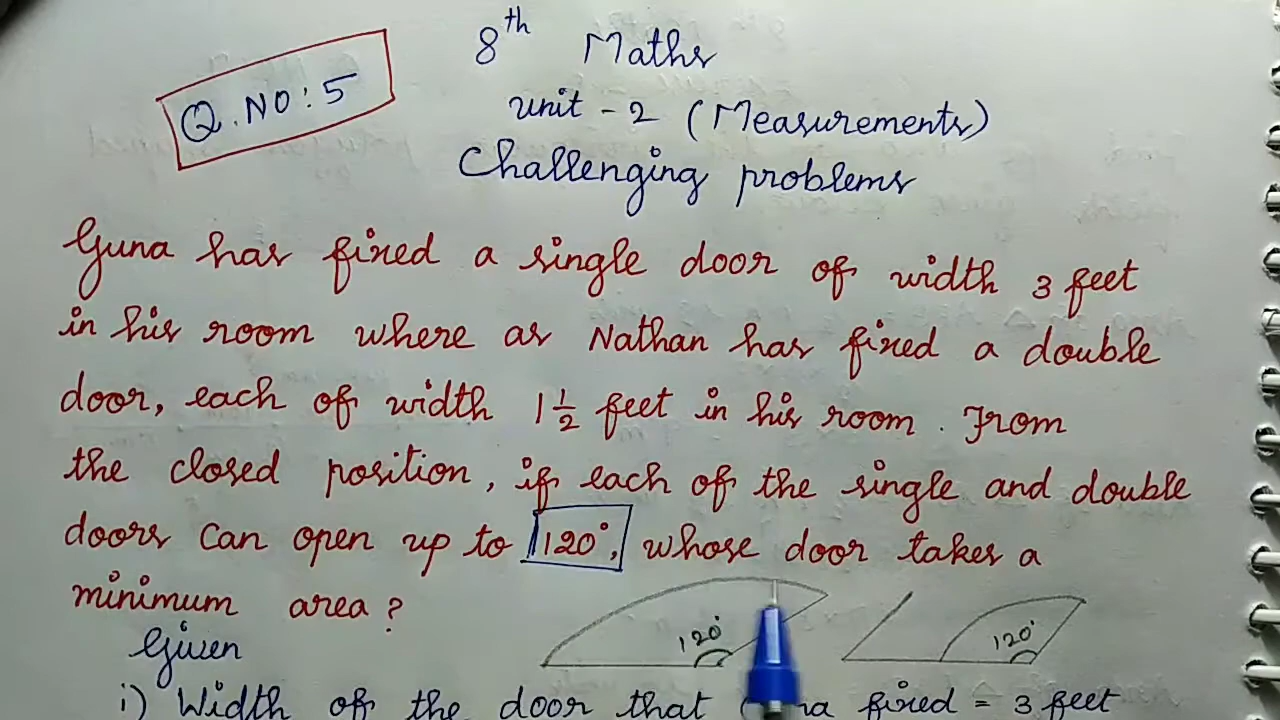 8th Maths
Q.NO:5
unit - 2 (Measurements)
Challenging problems
Guna has fixed a single door of width 3 feet
in his room where as Nathan has fixed a double
door, each of width 1 1/2 feet in his room. From
the closed position, if each of the single and double
doors can open up to 120°, whose door takes a
minimum area?
120°
120°
Given
i) Width of the door that fixed = 3 feet